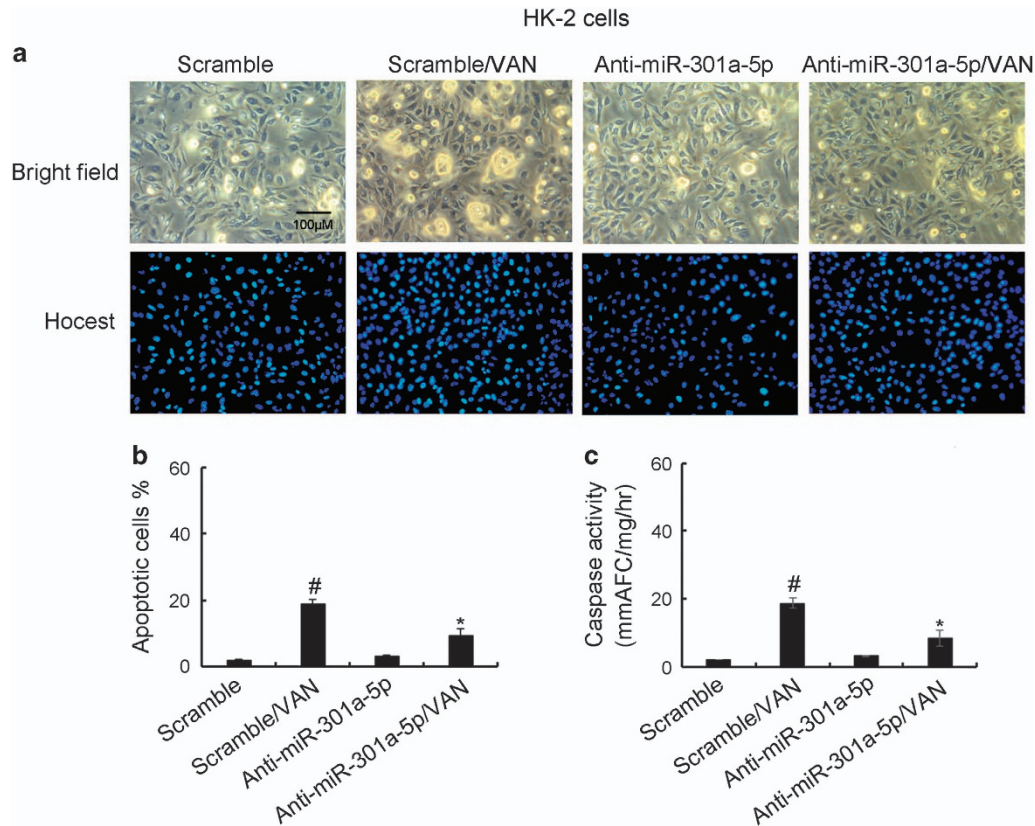 HK-2 cells
a
Scramble
Scramble/VAN
Anti-miR-301a-5p
Anti-miR-301a-5p/VAN
Bright field
100µM
Hocest
b
60
40
20
0
Apoptotic cells %
#
*
Scramble
Scramble/VAN
Anti-miR-301a-5p
Anti-miR-301a-5p/VAN
c
60
40
20
0
Caspase activity
(mmAFC/mg/hr)
#
*
Scramble
Scramble/VAN
Anti-miR-301a-5p
Anti-miR-301a-5p/VAN